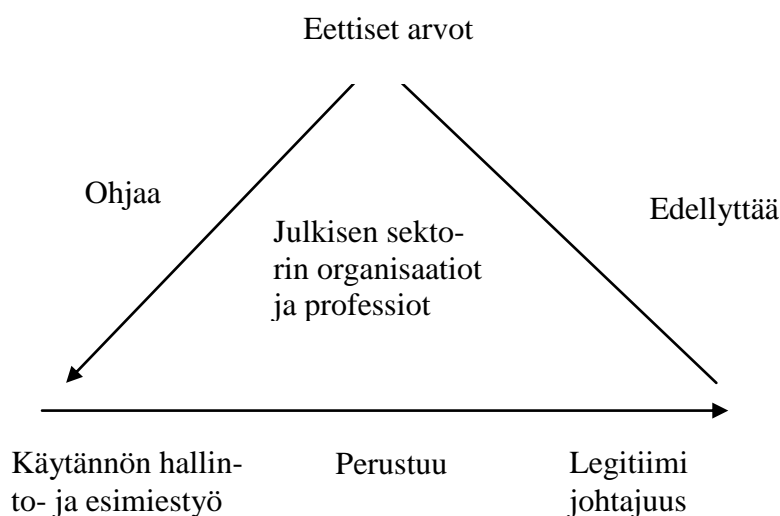 Eettiset arvot
Ohjaa
Edellyttää
Julkisen sekto-
rin organisaatiot
ja professiot
Käytännön hallin-
to- ja esimiestyö
Perustuu
Legitiimi
johtajuus